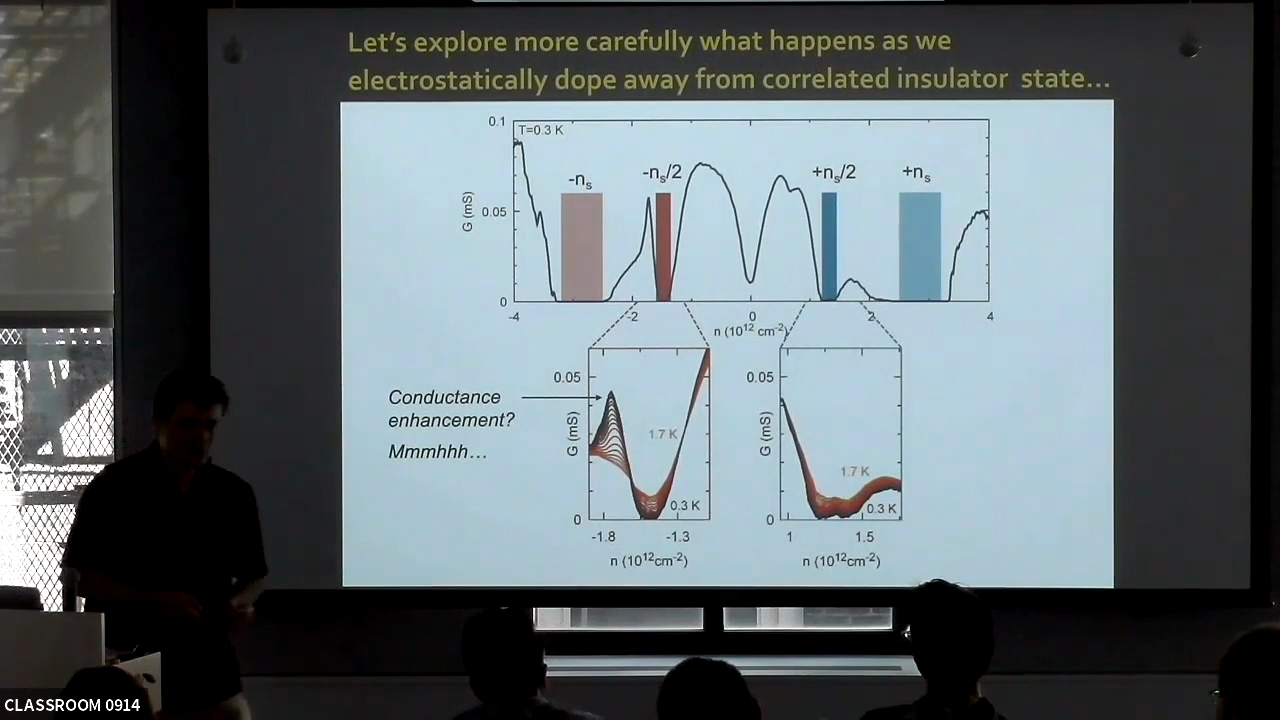 Let's explore more carefully what happens as we
electrostatically dope away from correlated insulator state...
0.1
T=0.3 K
-nₛ
-nₛ/2
+nₛ/2
+nₛ
G (mS)
0.05
0
-4
-2
0
2
4
n (10¹² cm⁻²)
Conductance
enhancement?
Mmmhhh...
0.05
G (mS)
1.7 K
0.3 K
0
-1.8
-1.3
n (10¹²cm⁻²)
0.05
G (mS)
1.7 K
0.3 K
0
1
1.5
n (10¹²cm⁻²)
CLASSROOM 0914